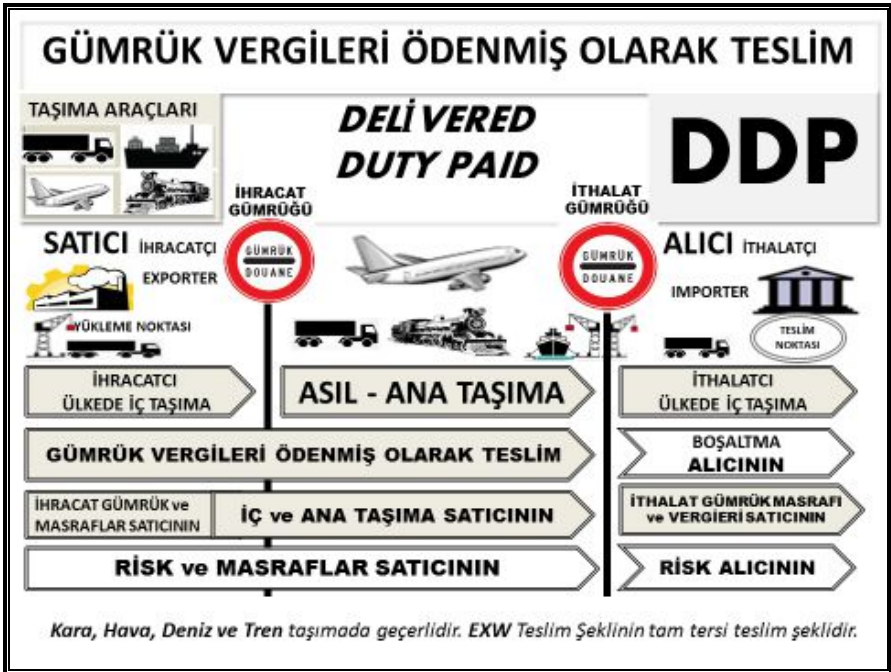 GÜMRÜK VERGİLERİ ÖDENMİŞ OLARAK TESLİM
TAŞIMA ARAÇLARI
DELİ VERED
DUTY PAID
DDP
İHRACAT
GÜMRÜĞÜ
İTHALAT
GÜMRÜĞÜ
SATICI İHRACATÇI
EXPORTER
GÜMRÜK
DOUANE
GÜMRÜK
DOUANE
ALICI İTHALATÇI
IMPORTER
YÜKLEME NOKTASI
TESLİM
NOKTASI
İHRACATCI
ÜLKEDE İÇ TAŞIMA
ASIL - ANA TAŞIMA
İTHALATCI
ÜLKEDE İÇ TAŞIMA
GÜMRÜK VERGİLERİ ÖDENMİŞ OLARAK TESLİM
BOŞALTMA
ALICININ
İHRACAT GÜMRÜK ve
MASRAFLAR SATICININ
İÇ ve ANA TAŞIMA SATICININ
İTHALAT GÜMRÜK MASRAFI
ve VERGİERİ SATICININ
RİSK ve MASRAFLAR SATICININ
RİSK ALICININ
Kara, Hava, Deniz ve Tren taşımada geçerlidir. EXW Teslim Şeklinin tam tersi teslim şeklidir.